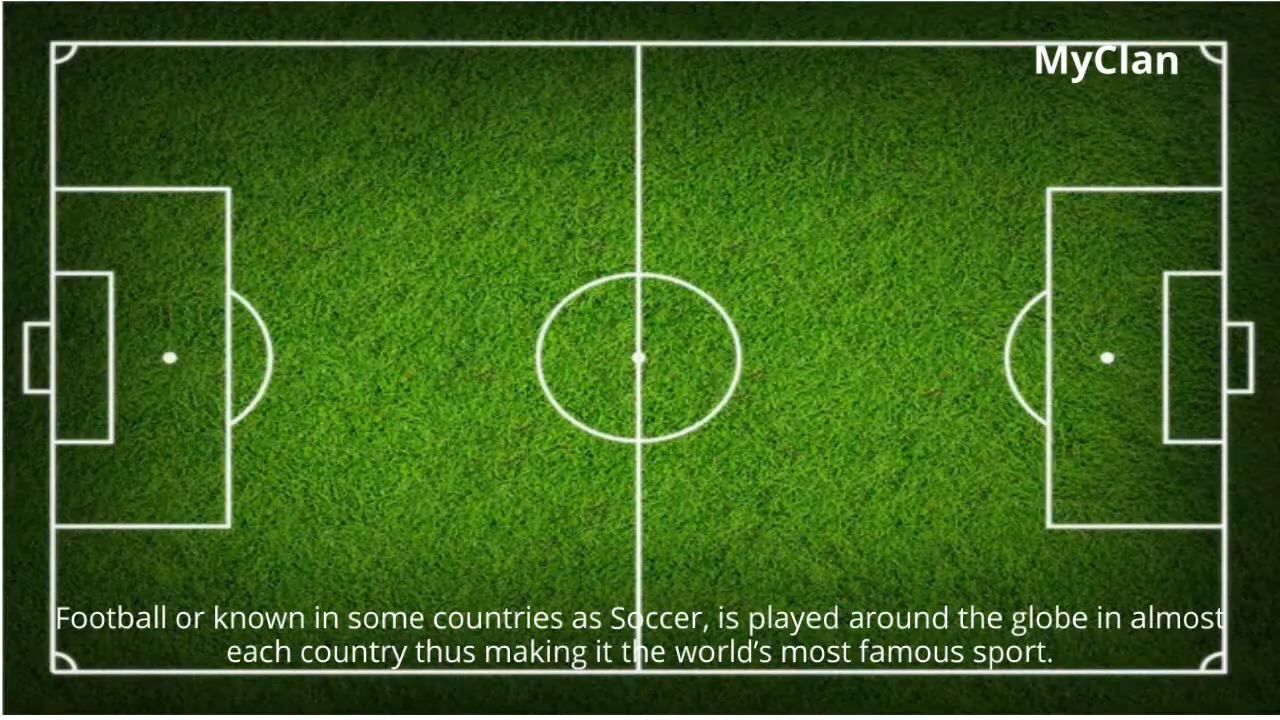 MyClan
Football or known in some countries as Soccer, is played around the globe in almost
each country thus making it the world’s most famous sport.